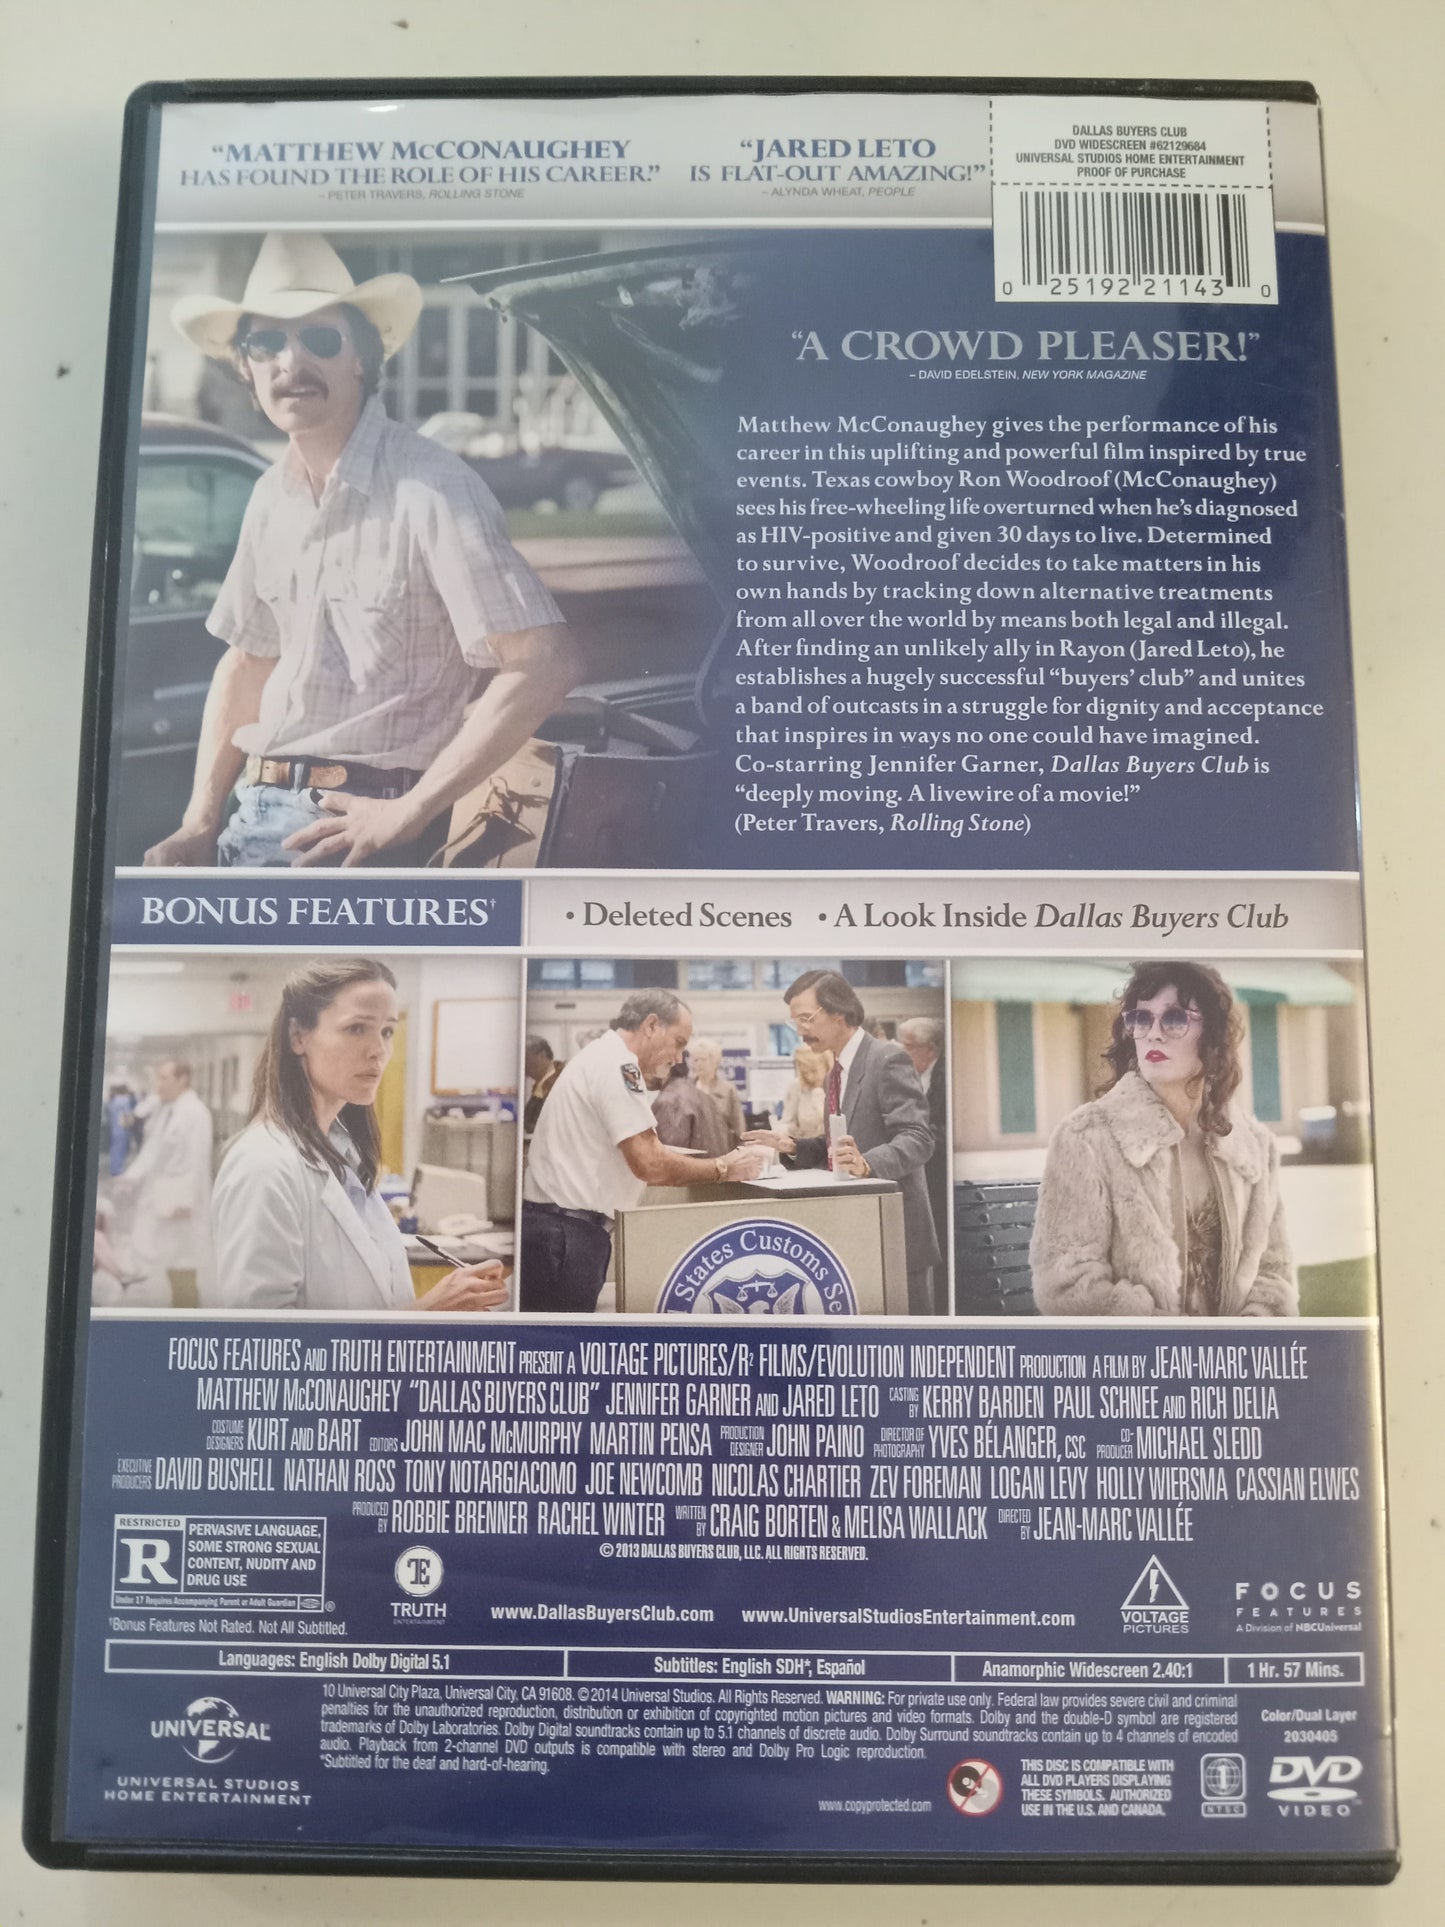 "MATTHEW McCONAUGHEY
HAS FOUND THE ROLE OF HIS CAREER."
– PETER TRAVERS, ROLLING STONE
"JARED LETO
IS FLAT-OUT AMAZING!"
– ALYNDA WHEAT, PEOPLE
DALLAS BUYERS CLUB
DVD WIDESCREEN #62129684
UNIVERSAL STUDIOS HOME ENTERTAINMENT
PROOF OF PURCHASE
0 25192 21143 0
"A CROWD PLEASER!"
– DAVID EDELSTEIN, NEW YORK MAGAZINE
Matthew McConaughey gives the performance of his
career in this uplifting and powerful film inspired by true
events. Texas cowboy Ron Woodroof (McConaughey)
sees his free-wheeling life overturned when he's diagnosed
as HIV-positive and given 30 days to live. Determined
to survive, Woodroof decides to take matters in his
own hands by tracking down alternative treatments
from all over the world by means both legal and illegal.
After finding an unlikely ally in Rayon (Jared Leto), he
establishes a hugely successful "buyers' club" and unites
a band of outcasts in a struggle for dignity and acceptance
that inspires in ways no one could have imagined.
Co-starring Jennifer Garner, Dallas Buyers Club is
"deeply moving. A livewire of a movie!"
(Peter Travers, Rolling Stone)
BONUS FEATURES† • Deleted Scenes • A Look Inside Dallas Buyers Club
States Customs Se
FOCUS FEATURES AND TRUTH ENTERTAINMENT PRESENT A VOLTAGE PICTURES/R² FILMS/EVOLUTION INDEPENDENT PRODUCTION A FILM BY JEAN-MARC VALLÉE
MATTHEW McCONAUGHEY "DALLAS BUYERS CLUB" JENNIFER GARNER AND JARED LETO CASTING BY KERRY BARDEN PAUL SCHNEE AND RICH DELIA
COSTUME DESIGNERS KURT AND BART EDITORS JOHN MAC McMURPHY MARTIN PENSA PRODUCTION DESIGNER JOHN PAINO DIRECTOR OF PHOTOGRAPHY YVES BÉLANGER, CSC CO-PRODUCER MICHAEL SLEDD
EXECUTIVE PRODUCERS DAVID BUSHELL NATHAN ROSS TONY NOTARGIACOMO JOE NEWCOMB NICOLAS CHARTIER ZEV FOREMAN LOGAN LEVY HOLLY WIERSMA CASSIAN ELWES
PRODUCED BY ROBBIE BRENNER RACHEL WINTER WRITTEN BY CRAIG BORTEN & MELISA WALLACK DIRECTED BY JEAN-MARC VALLÉE
© 2013 DALLAS BUYERS CLUB, LLC. ALL RIGHTS RESERVED.
RESTRICTED
R
PERVASIVE LANGUAGE,
SOME STRONG SEXUAL
CONTENT, NUDITY AND
DRUG USE
Under 17 Requires Accompanying Parent or Adult Guardian
®
†Bonus Features Not Rated. Not All Subtitled.
TE
TRUTH
ENTERTAINMENT
www.DallasBuyersClub.com www.UniversalStudiosEntertainment.com
VOLTAGE
PICTURES
FOCUS
FEATURES
A Division of NBCUniversal
Languages: English Dolby Digital 5.1 Subtitles: English SDH*, Español Anamorphic Widescreen 2.40:1 1 Hr. 57 Mins.
UNIVERSAL
UNIVERSAL STUDIOS
HOME ENTERTAINMENT
10 Universal City Plaza, Universal City, CA 91608. © 2014 Universal Studios. All Rights Reserved. WARNING: For private use only. Federal law provides severe civil and criminal
penalties for the unauthorized reproduction, distribution or exhibition of copyrighted motion pictures and video formats. Dolby and the double-D symbol are registered
trademarks of Dolby Laboratories. Dolby Digital soundtracks contain up to 5.1 channels of discrete audio. Dolby Surround soundtracks contain up to 4 channels of encoded
audio. Playback from 2-channel DVD outputs is compatible with stereo and Dolby Pro Logic reproduction.
*Subtitled for the deaf and hard-of-hearing.
Color/Dual Layer
2030405
www.copyprotected.com
THIS DISC IS COMPATIBLE WITH
ALL DVD PLAYERS DISPLAYING
THESE SYMBOLS. AUTHORIZED
USE IN THE U.S. AND CANADA.
1
NTSC
DVD
VIDEO™